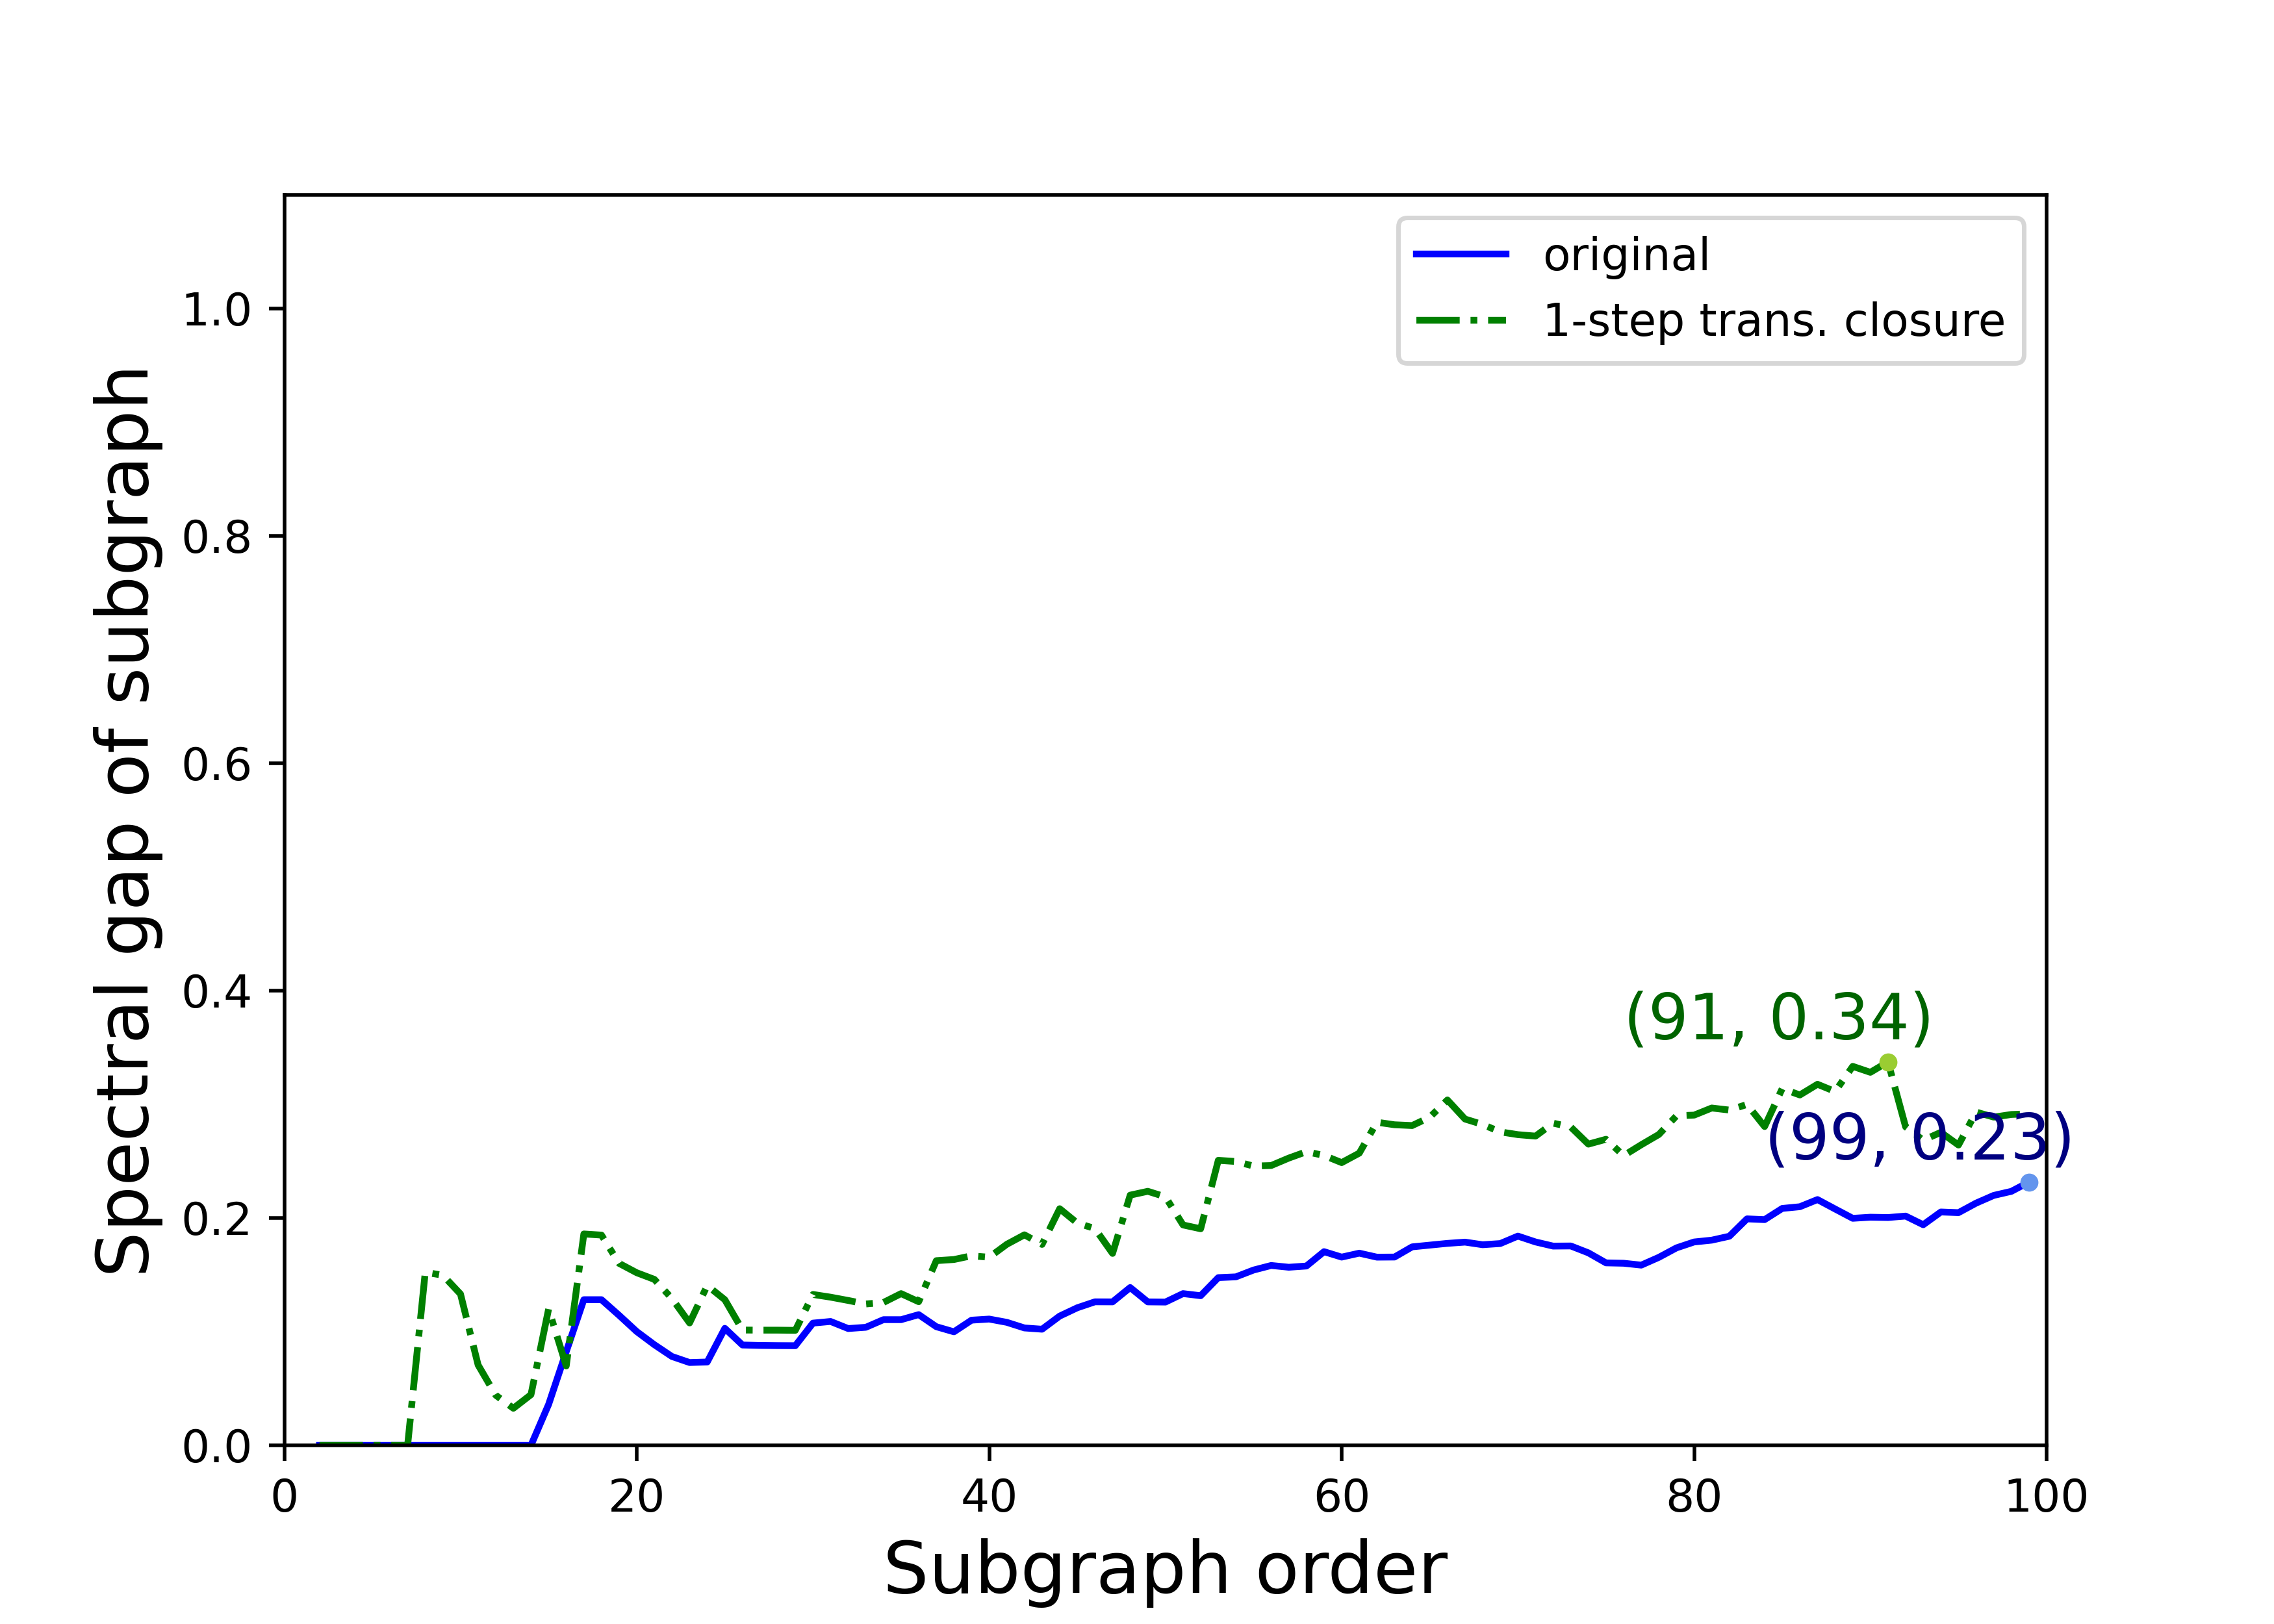 original
1-step trans. closure
Spectral gap of subgraph
1.0
0.8
0.6
0.4
0.2
0.0
(91, 0.34)
(99, 0.23)
0 20 40 60 80 100
Subgraph order